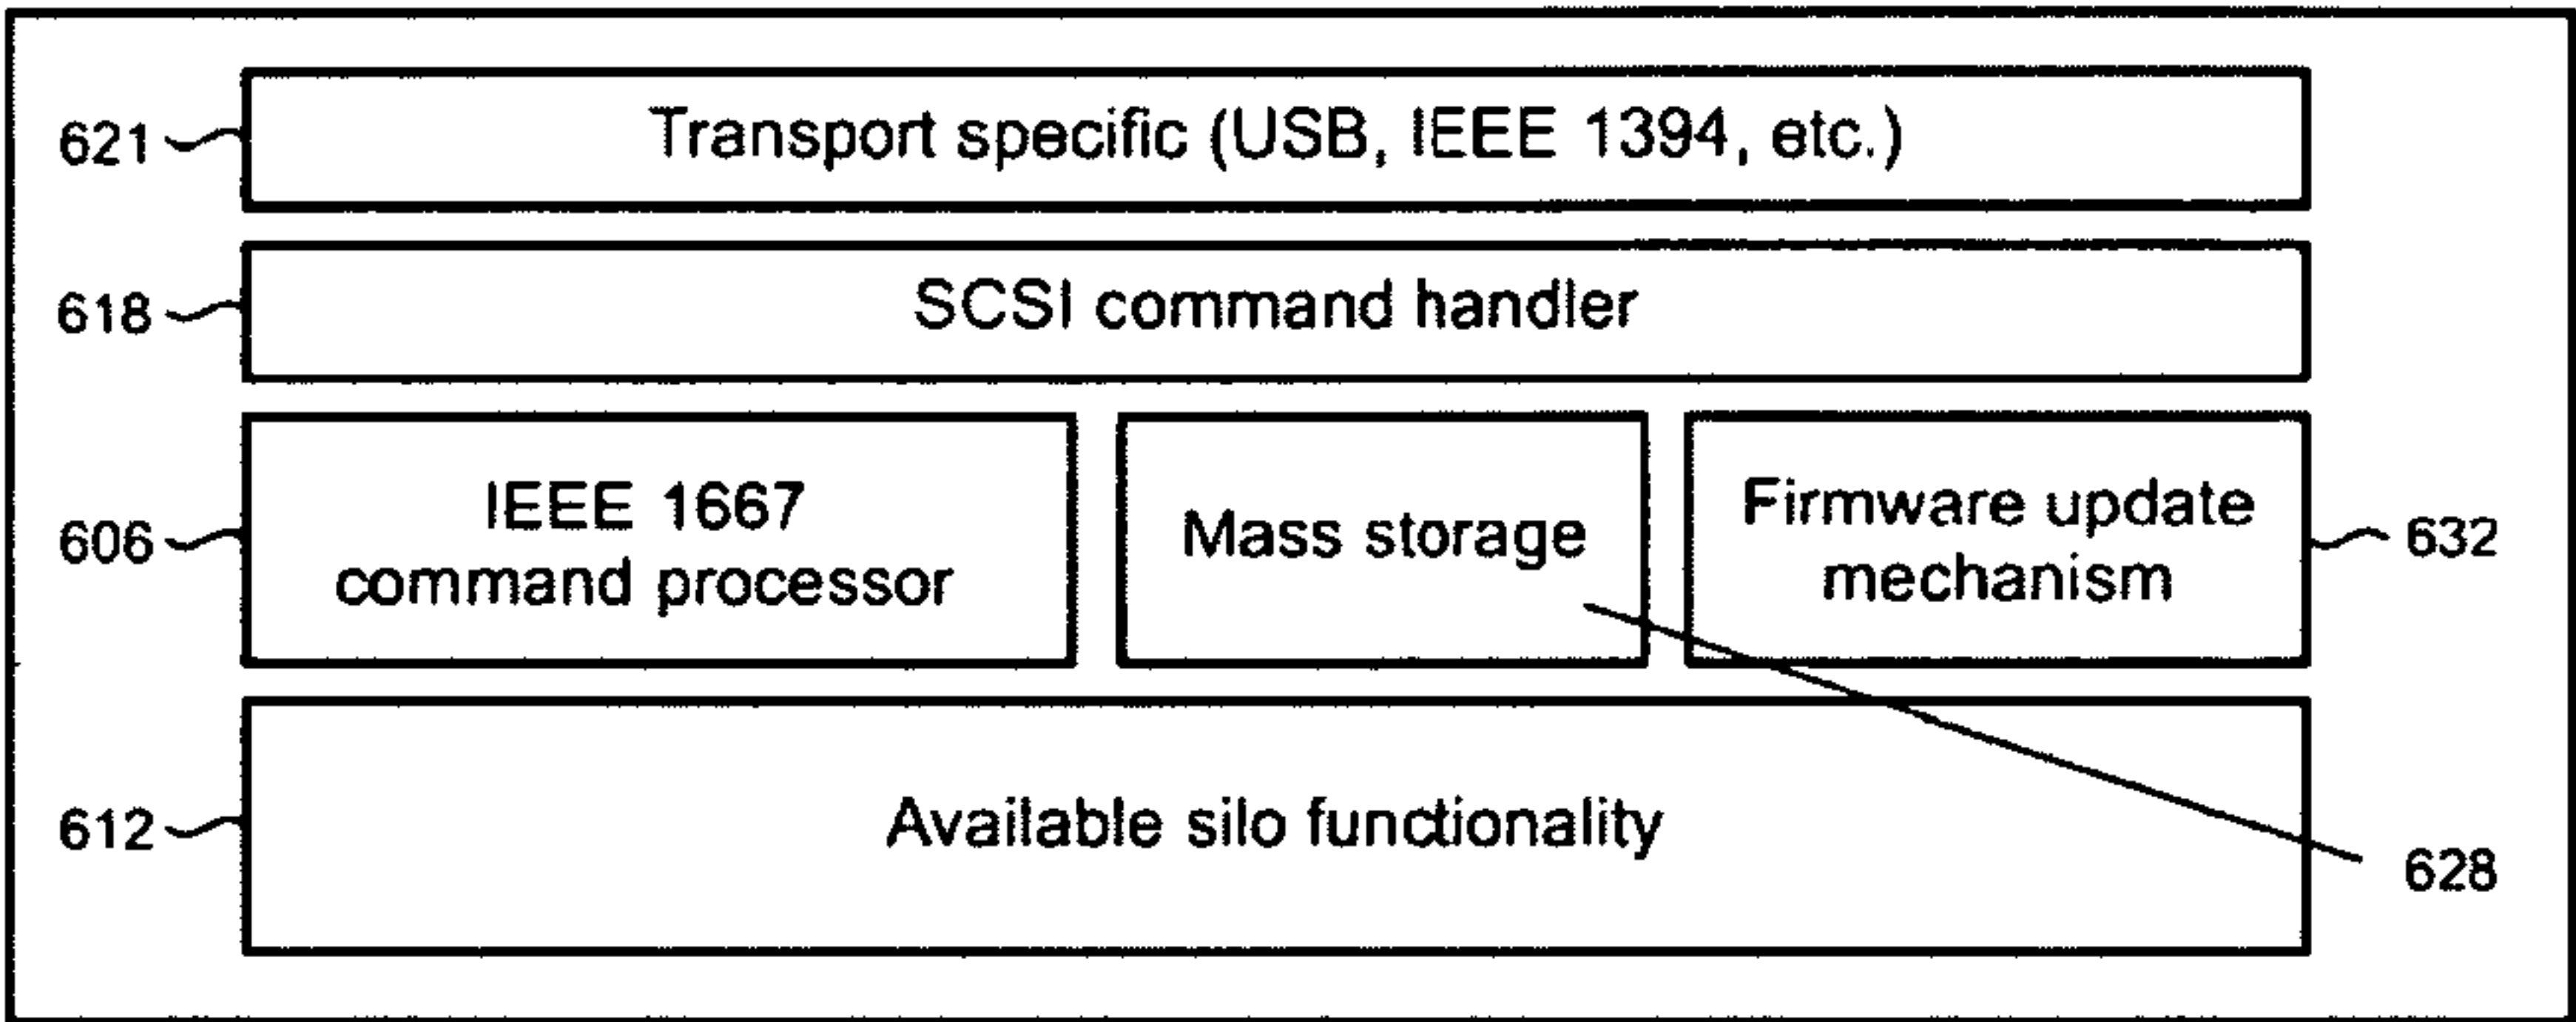 621
Transport specific (USB, IEEE 1394, etc.)
618
SCSI command handler
606
IEEE 1667
command processor
Mass storage
Firmware update
mechanism
632
612
Available silo functionality
628